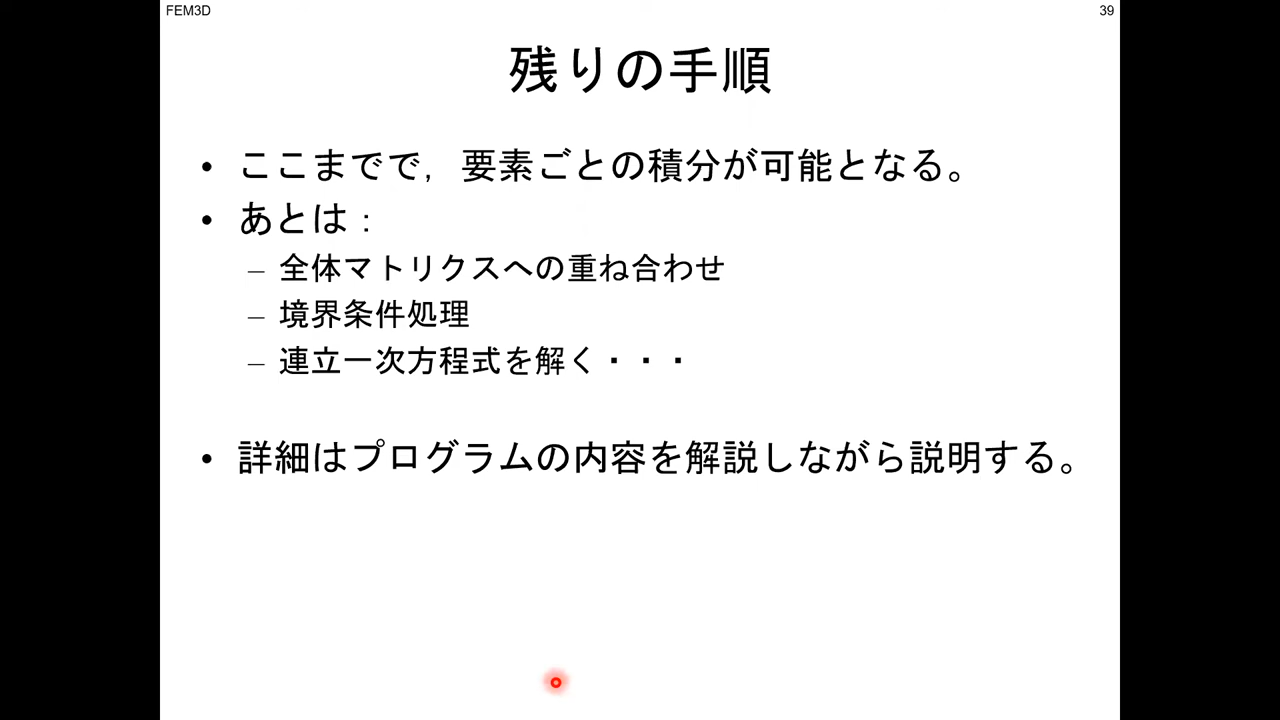 FEM3D
39
残りの手順
• ここまでで，要素ごとの積分が可能となる。
• あとは：
– 全体マトリクスへの重ね合わせ
– 境界条件処理
– 連立一次方程式を解く・・・
• 詳細はプログラムの内容を解説しながら説明する。